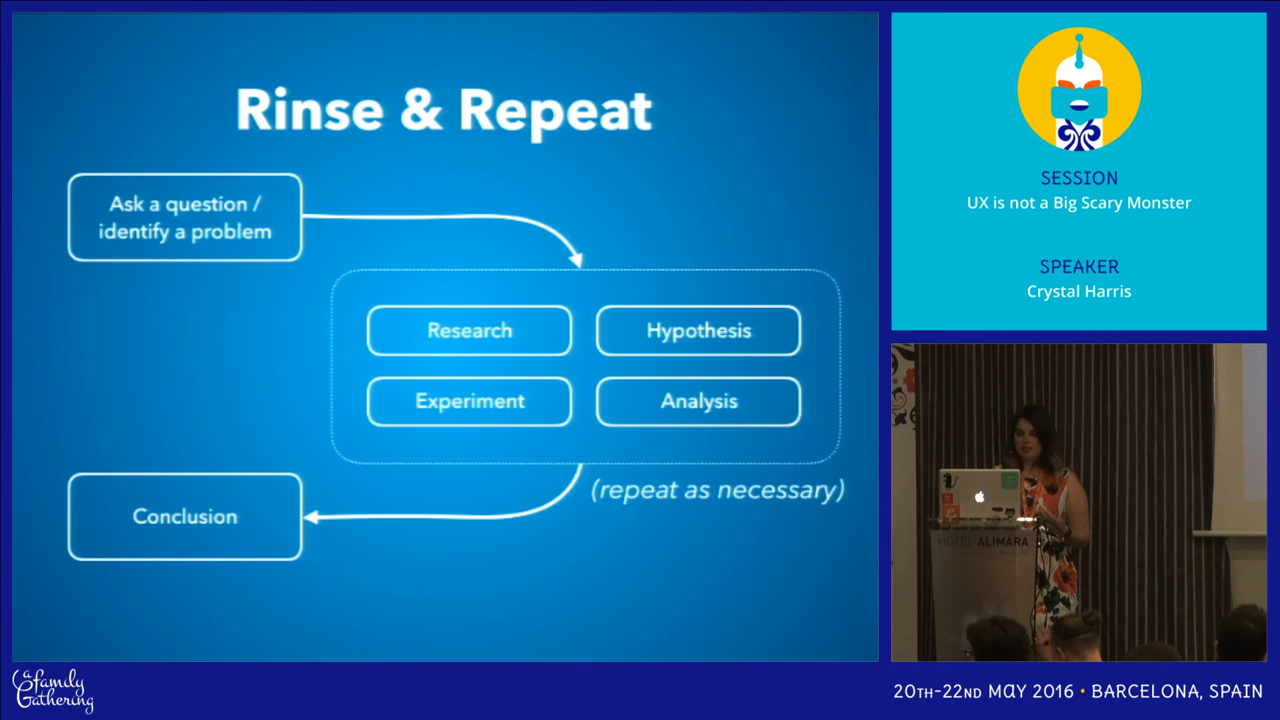 Rinse & Repeat
Ask a question /
identify a problem
Research
Hypothesis
Experiment
Analysis
(repeat as necessary)
Conclusion
SESSION
UX is not a Big Scary Monster
SPEAKER
Crystal Harris
HOTEL ALIMARA
a family
Gathering
20TH-22ND MAY 2016 • BARCELONA, SPAIN